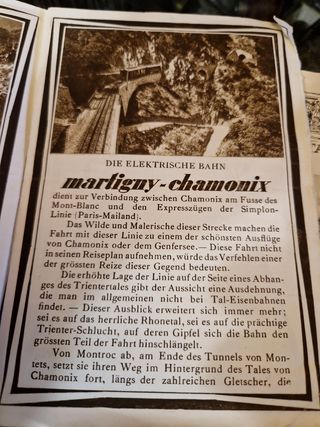 DIE ELEKTRISCHE BAHN
martigny-chamonix
dient zur Verbindung zwischen Chamonix am Fusse des
Mont-Blanc und den Expresszügen der Simplon-
Linie (Paris-Mailand).
Das Wilde und Malerische dieser Strecke machen die
Fahrt mit dieser Linie zu einem der schönsten Ausflüge
von Chamonix oder dem Genfersee. — Diese Fahrt nicht
in seinen Reiseplan aufnehmen, würde das Verfehlen einer
der grössten Reize dieser Gegend bedeuten.
Die erhöhte Lage der Linie auf der Seite eines Abhan-
ges des Trientertales gibt der Aussicht eine Ausdehnung,
die man im allgemeinen nicht bei Tal-Eisenbahnen
findet. — Dieser Ausblick erweitert sich immer mehr;
sei es auf das herrliche Rhonetal, sei es auf die prächtige
Trienter-Schlucht, auf deren Gipfel sich die Bahn den
grössten Teil der Fahrt hinschlängelt.
Von Montroc ab, am Ende des Tunnels von Mon-
tets, setzt sie ihren Weg im Hintergrund des Tales von
Chamonix fort, längs der zahlreichen Gletscher, die